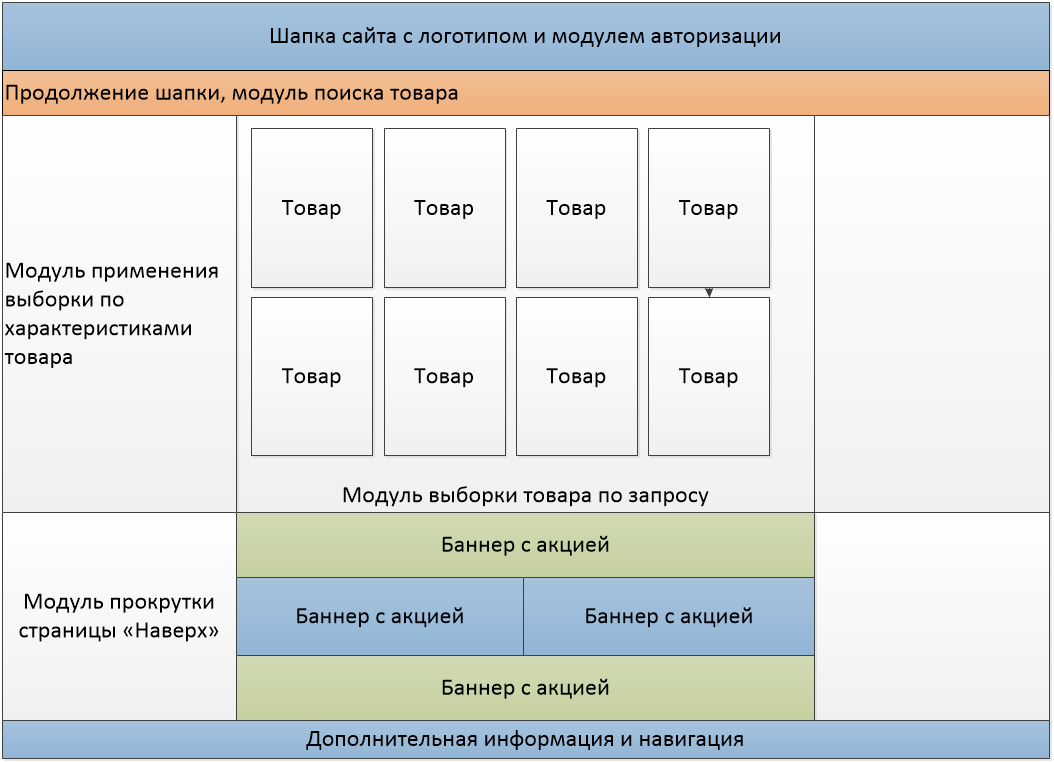 Шапка сайта с логотипом и модулем авторизации
Продолжение шапки, модуль поиска товара
Модуль применения
выборки по
характеристиками
товара
Товар
Товар
Товар
Товар
Товар
Товар
Товар
Товар
Модуль выборки товара по запросу
Модуль прокрутки
страницы «Наверх»
Баннер с акцией
Баннер с акцией
Баннер с акцией
Баннер с акцией
Дополнительная информация и навигация